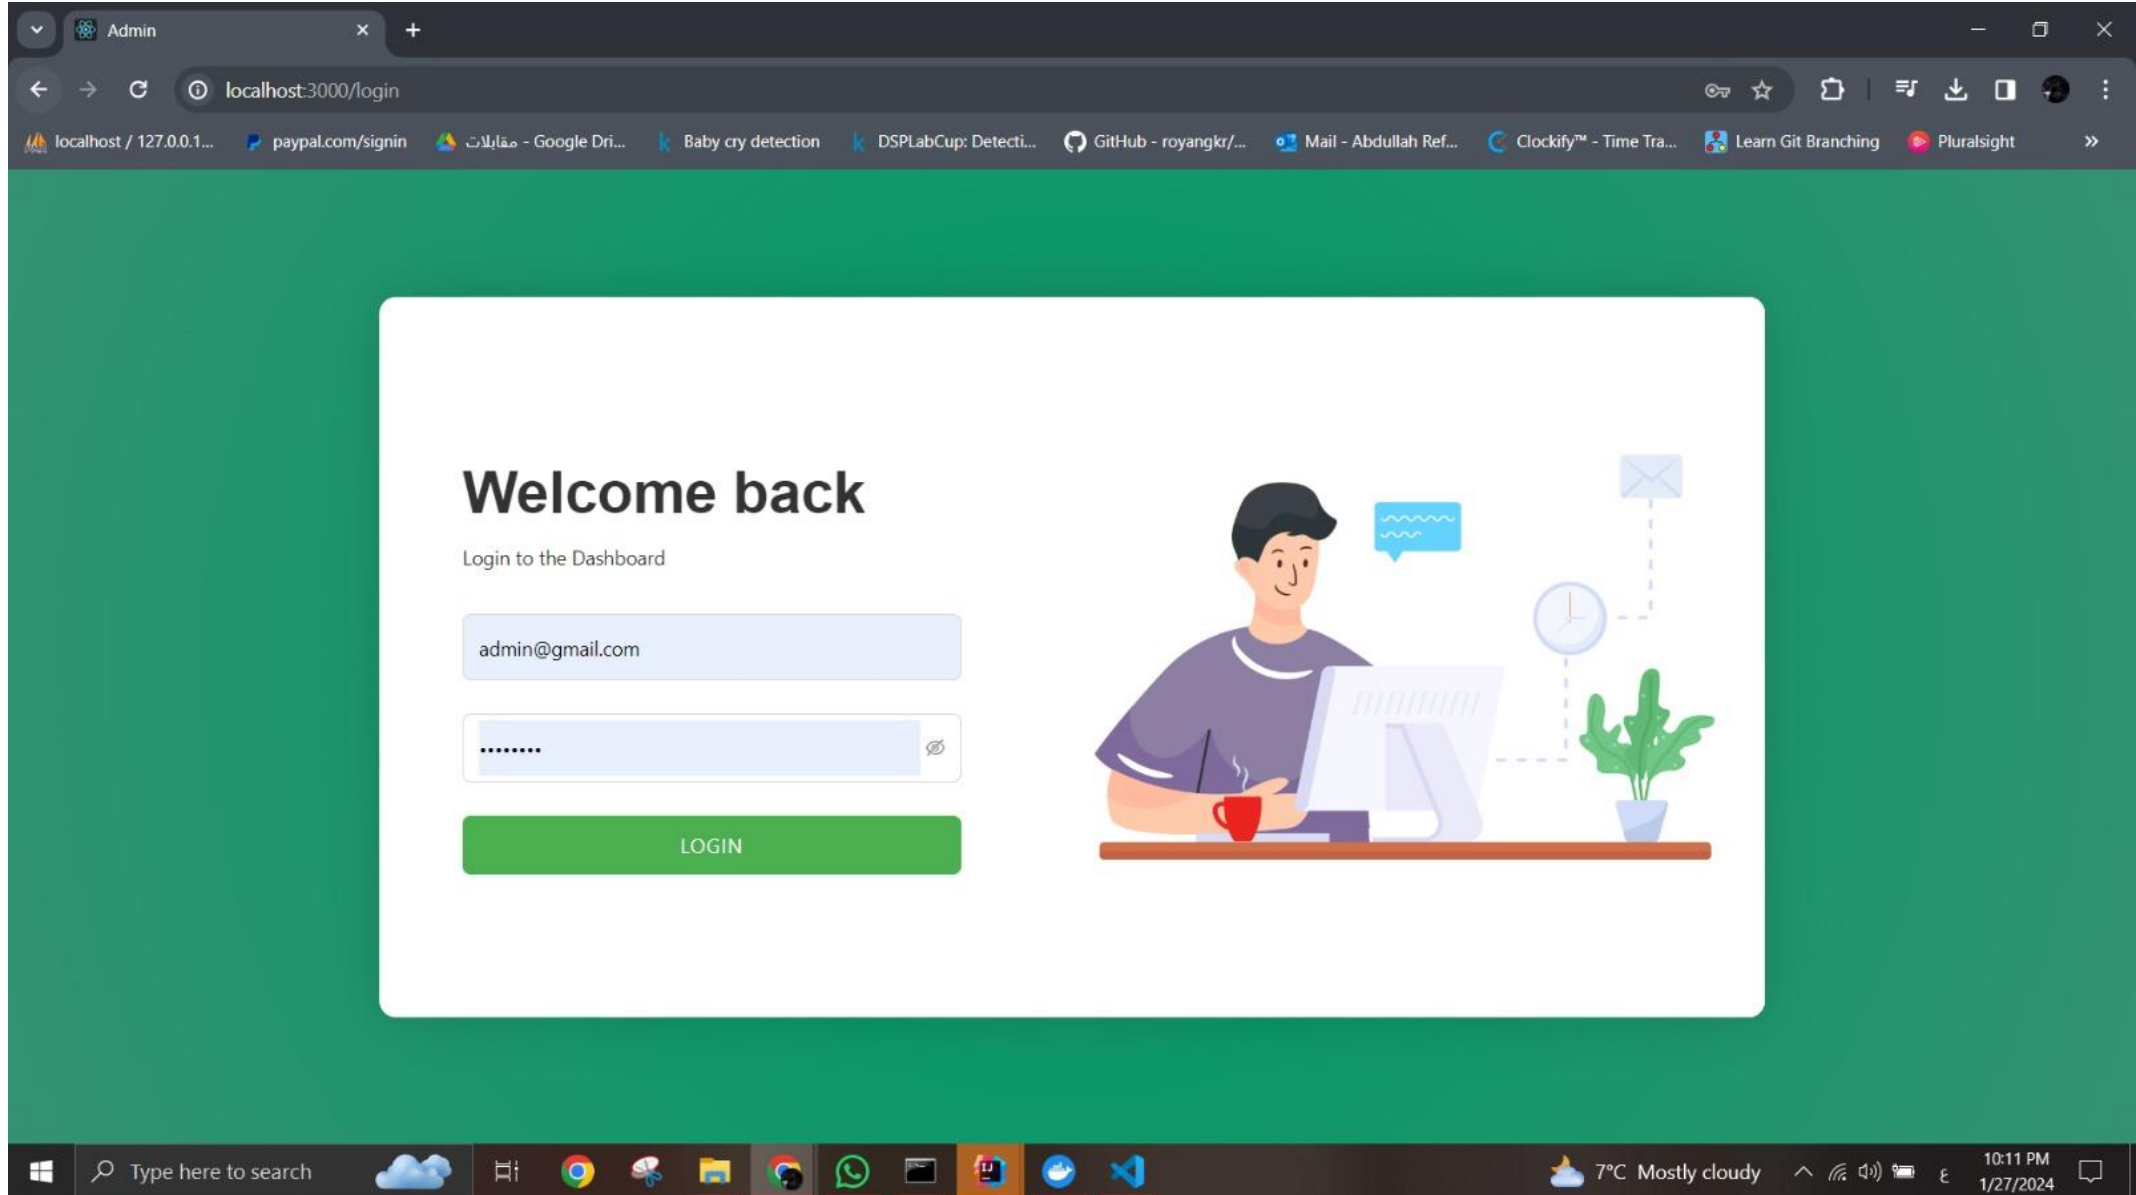 Admin
localhost:3000/login
localhost / 127.0.0.1...
paypal.com/signin
مقابلات - Google Dri...
Baby cry detection
DSPLabCup: Detecti...
GitHub - royangkr/...
Mail - Abdullah Ref...
Clockify™ - Time Tra...
Learn Git Branching
Pluralsight
Welcome back
Login to the Dashboard
admin@gmail.com
LOGIN
Type here to search
7°C Mostly cloudy
ع
10:11 PM
1/27/2024